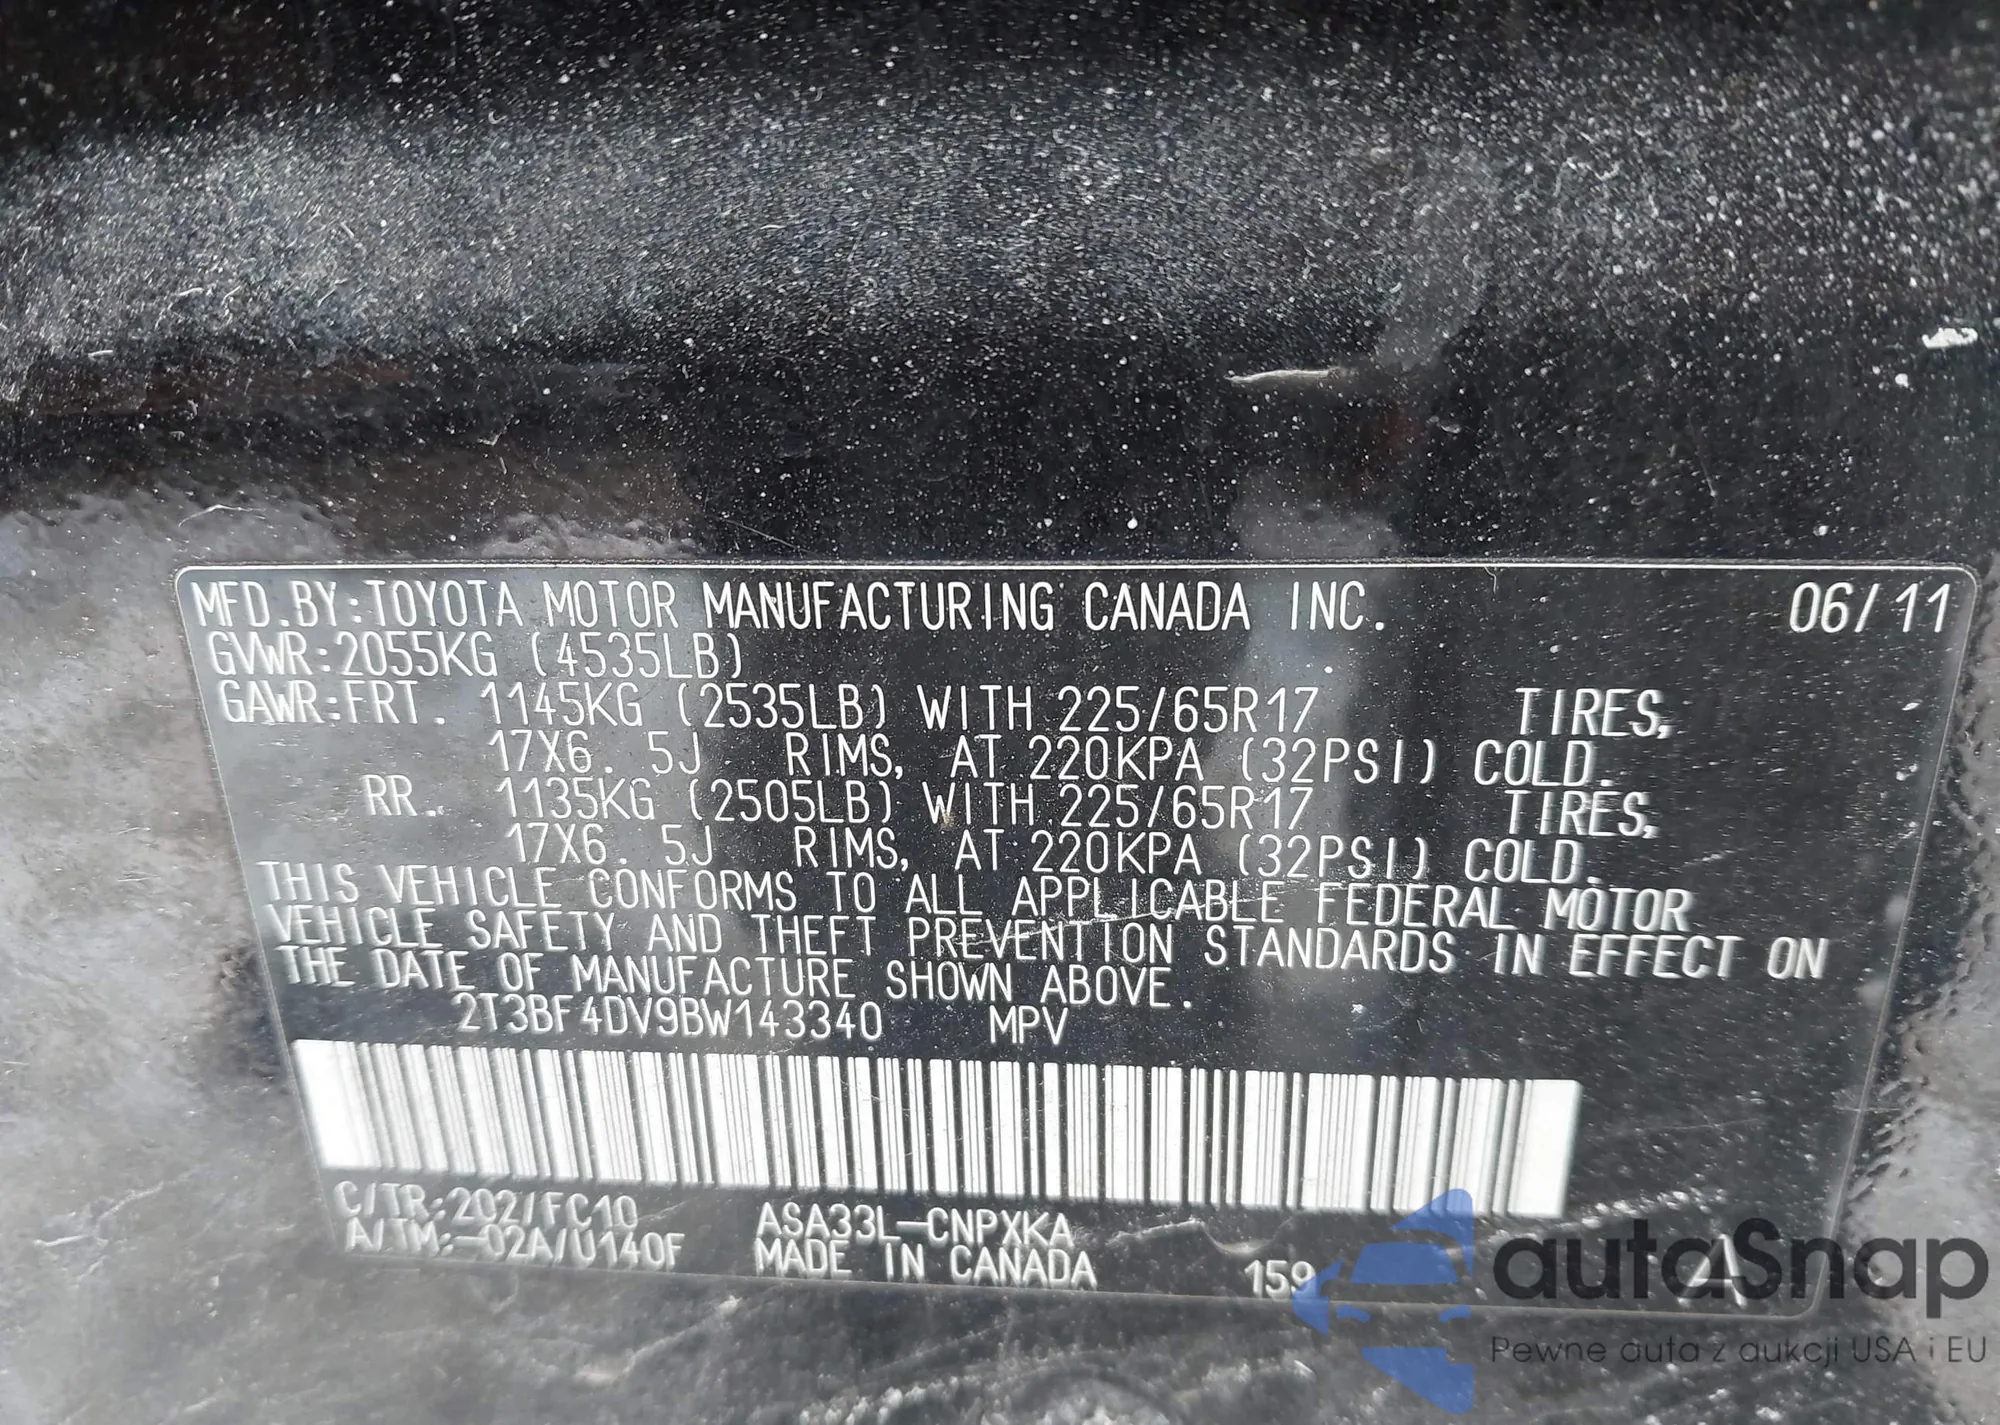 MFD.BY:TOYOTA MOTOR MANUFACTURING CANADA INC. 06/11
GVWR:2055KG (4535LB)
GAWR:FRT. 1145KG (2535LB) WITH 225/65R17 TIRES,
17X6. 5J RIMS, AT 220KPA (32PSI) COLD.
RR. 1135KG (2505LB) WITH 225/65R17 TIRES,
17X6. 5J RIMS, AT 220KPA (32PSI) COLD.
THIS VEHICLE CONFORMS TO ALL APPLICABLE FEDERAL MOTOR
VEHICLE SAFETY AND THEFT PREVENTION STANDARDS IN EFFECT ON
THE DATE OF MANUFACTURE SHOWN ABOVE.
2T3BF4DV9BW143340 MPV
C/TR:202/FC10 ASA33L-CNPXKA
A/TM:-02A/U140F MADE IN CANADA 159 A
autoSnap
Pewne auta z aukcji USA i EU